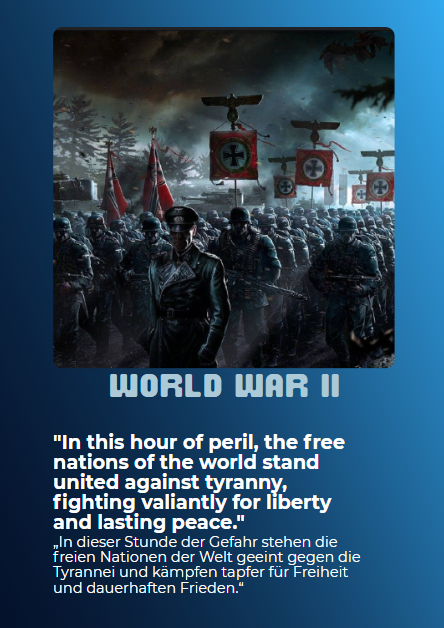 WORLD WAR II
"In this hour of peril, the free
nations of the world stand
united against tyranny,
fighting valiantly for liberty
and lasting peace."
„In dieser Stunde der Gefahr stehen die
freien Nationen der Welt geeint gegen die
Tyrannei und kämpfen tapfer für Freiheit
und dauerhaften Frieden.“